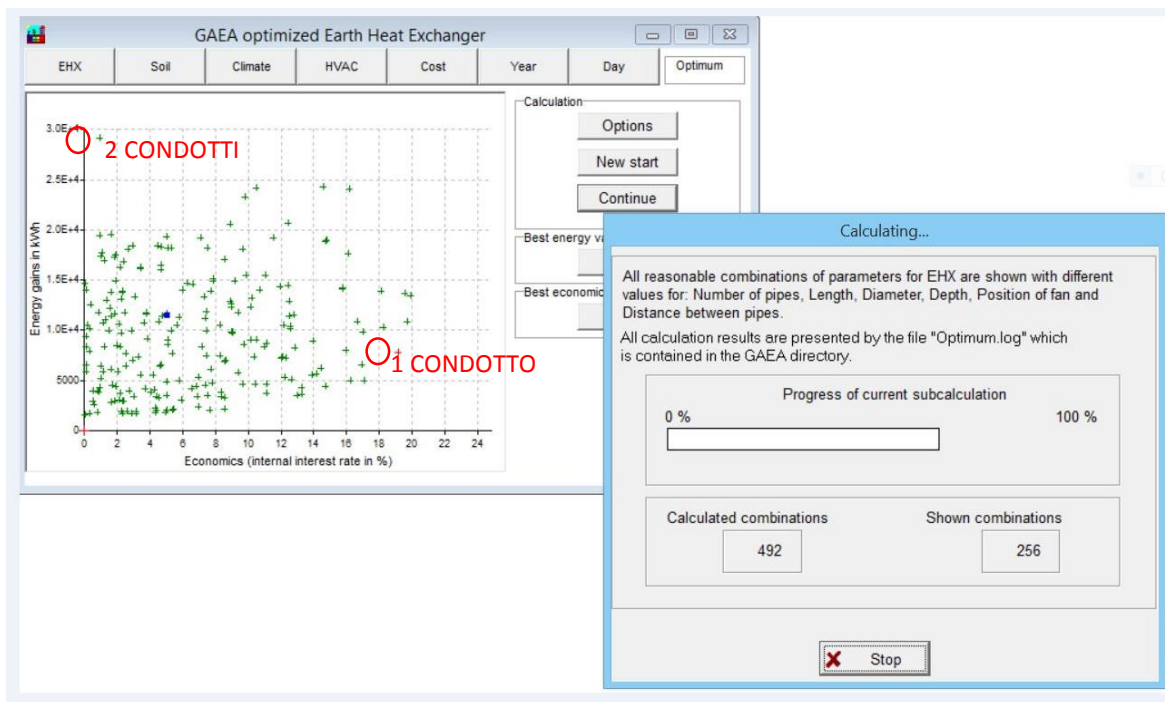 GAEA optimized Earth Heat Exchanger
EHX Soil Climate HVAC Cost Year Day Optimum
Calculation
Options
New start
Continue
Best energy va
Best economic
3.0E+4
2.5E+4
2.0E+4
1.5E+4
1.0E+4
5000
0
0 2 4 6 8 10 12 14 16 18 20 22 24
Energy gains in kWh
Economics (internal interest rate in %)
2 CONDOTTI
1 CONDOTTO
Calculating...
All reasonable combinations of parameters for EHX are shown with different
values for: Number of pipes, Length, Diameter, Depth, Position of fan and
Distance between pipes.
All calculation results are presented by the file "Optimum.log" which
is contained in the GAEA directory.
Progress of current subcalculation
0 % 100 %
Calculated combinations Shown combinations
492 256
Stop